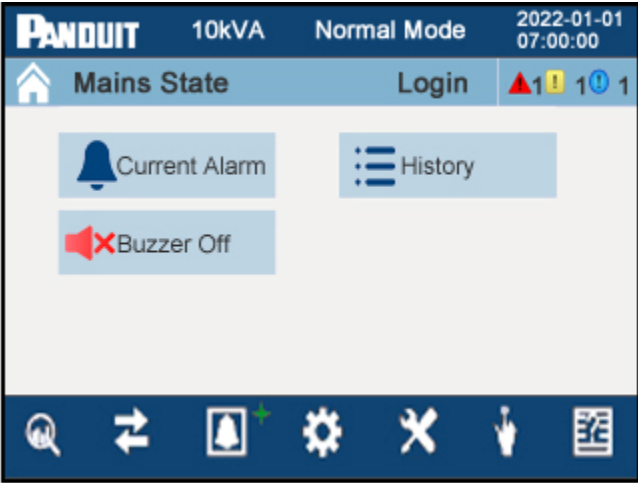 PANDUIT 10kVA Normal Mode 2022-01-01
07:00:00
Mains State Login 1 1 1
Current Alarm History
Buzzer Off